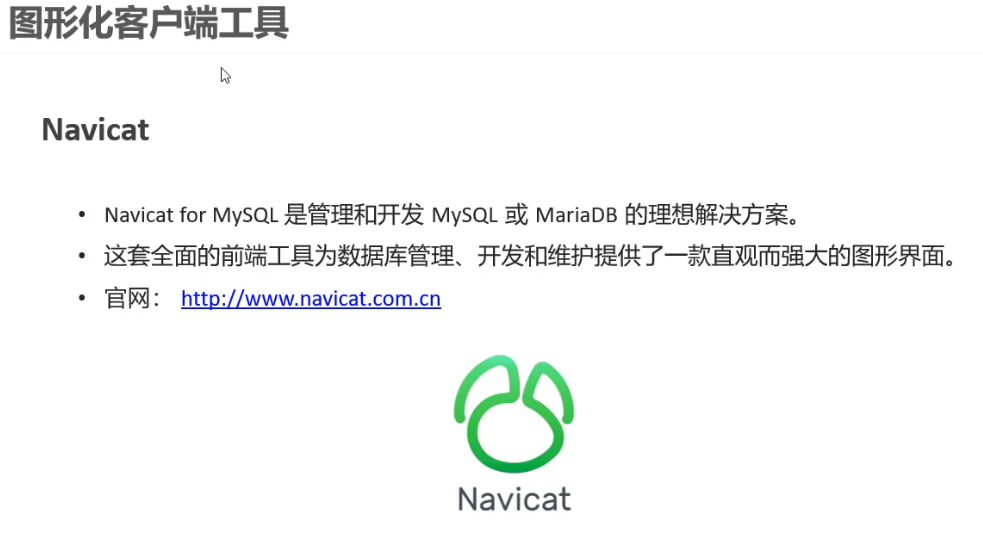 图形化客户端工具
Navicat
• Navicat for MySQL 是管理和开发 MySQL 或 MariaDB 的理想解决方案。
• 这套全面的前端工具为数据库管理、开发和维护提供了一款直观而强大的图形界面。
• 官网： http://www.navicat.com.cn
Navicat